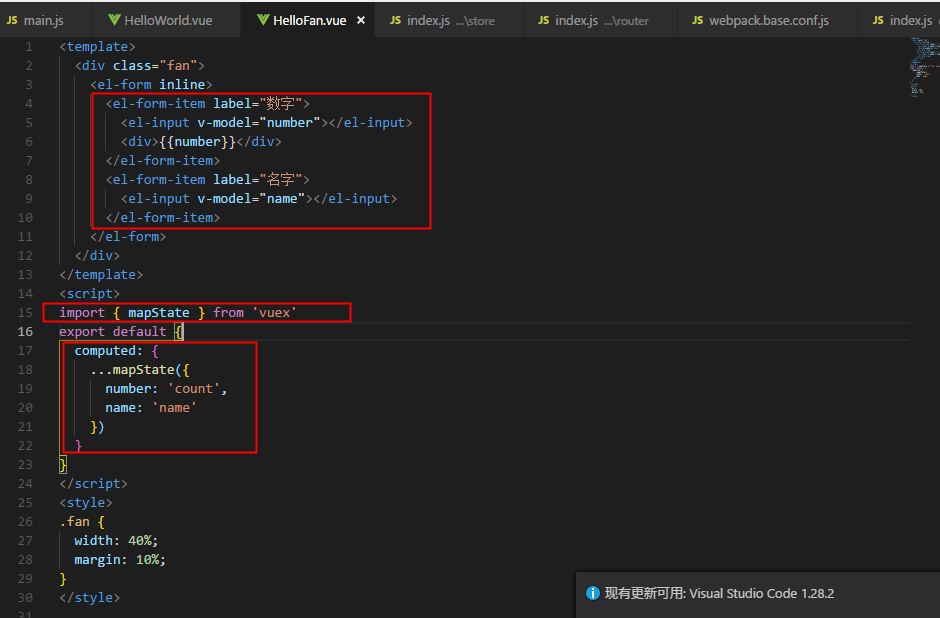 JS main.js HelloWorld.vue HelloFan.vue × JS index.js ...\store JS index.js ...\router JS webpack.base.conf.js JS index.js
1 <template>
2 <div class="fan">
3 <el-form inline>
4 <el-form-item label="数字">
5 <el-input v-model="number"></el-input>
6 <div>{{number}}</div>
7 </el-form-item>
8 <el-form-item label="名字">
9 <el-input v-model="name"></el-input>
10 </el-form-item>
11 </el-form>
12 </div>
13 </template>
14 <script>
15 import { mapState } from 'vuex'
16 export default {
17 computed: {
18 ...mapState({
19 number: 'count',
20 name: 'name'
21 })
22 }
23 }
24 </script>
25 <style>
26 .fan {
27 width: 40%;
28 margin: 10%;
29 }
30 </style>
31
现有更新可用: Visual Studio Code 1.28.2